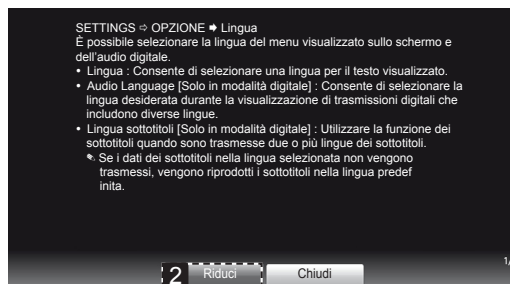 SETTINGS ⇨ OPZIONE ➧ Lingua
È possibile selezionare la lingua del menu visualizzato sullo schermo e
dell'audio digitale.
• Lingua : Consente di selezionare una lingua per il testo visualizzato.
• Audio Language [Solo in modalità digitale] : Consente di selezionare la
lingua desiderata durante la visualizzazione di trasmissioni digitali che
includono diverse lingue.
• Lingua sottotitoli [Solo in modalità digitale] : Utilizzare la funzione dei
sottotitoli quando sono trasmesse due o più lingue dei sottotitoli.
✎ Se i dati dei sottotitoli nella lingua selezionata non vengono
trasmessi, vengono riprodotti i sottotitoli nella lingua predef
inita.
1/
2 Riduci Chiudi